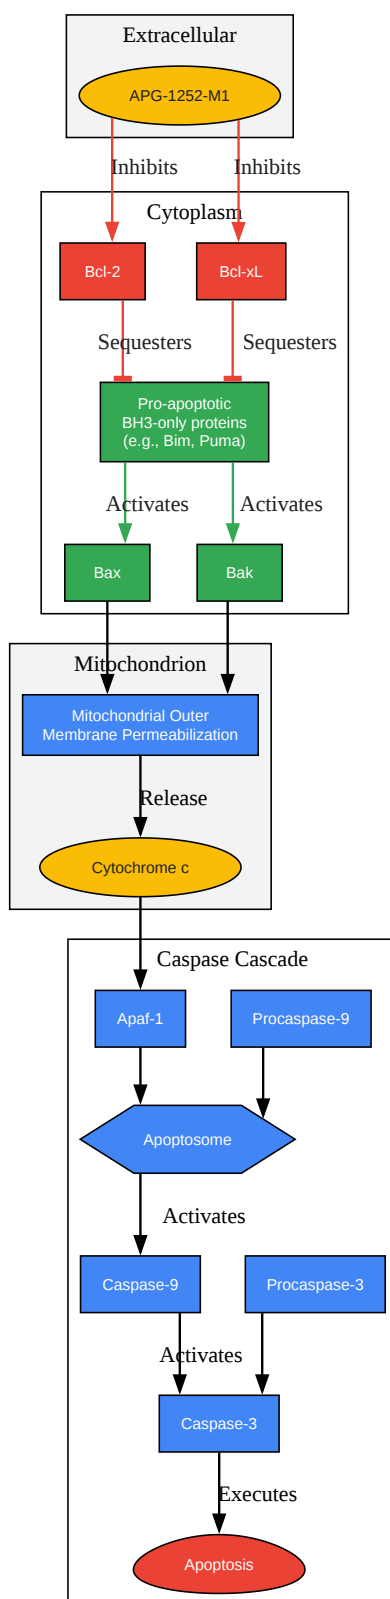 Extracellular
APG-1252-M1
Inhibits Inhibits
Cytoplasm
Bcl-2 Bcl-xL
Sequesters Sequesters
Pro-apoptotic
BH3-only proteins
(e.g., Bim, Puma)
Activates Activates
Bax Bak
Mitochondrion
Mitochondrial Outer
Membrane Permeabilization
Release
Cytochrome c
Caspase Cascade
Apaf-1 Procaspase-9
Apoptosome
Activates
Caspase-9 Procaspase-3
Activates
Caspase-3
Executes
Apoptosis